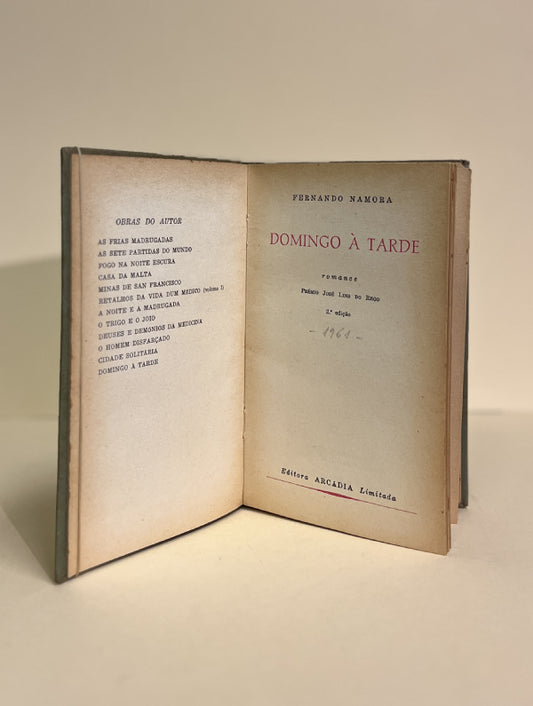 OBRAS DO AUTOR
AS FRIAS MADRUGADAS
AS SETE PARTIDAS DO MUNDO
FOGO NA NOITE ESCURA
CASA DA MALTA
MINAS DE SAN FRANCISCO
RETALHOS DA VIDA DUM MÉDICO (volume I)
A NOITE E A MADRUGADA
O TRIGO E O JOIO
DEUSES E DEMÓNIOS DA MEDICINA
O HOMEM DISFARÇADO
CIDADE SOLITÁRIA
DOMINGO À TARDE
FERNANDO NAMORA
DOMINGO À TARDE
romance
PRÉMIO JOSÉ LINS DO REGO
2.ª edição
- 1961 -
Editora ARCÁDIA Limitada